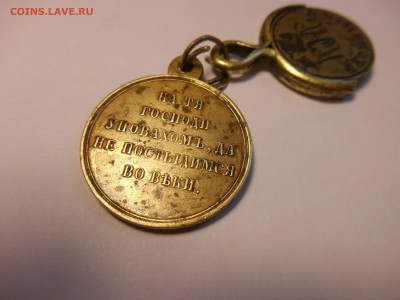 COINS.LAVE.RU
НА ТЯ
ГОСПОДИ
УПОВАХОМЪ, ДА
НЕ ПОСТЫДИМСЯ
ВО ВѢКИ.